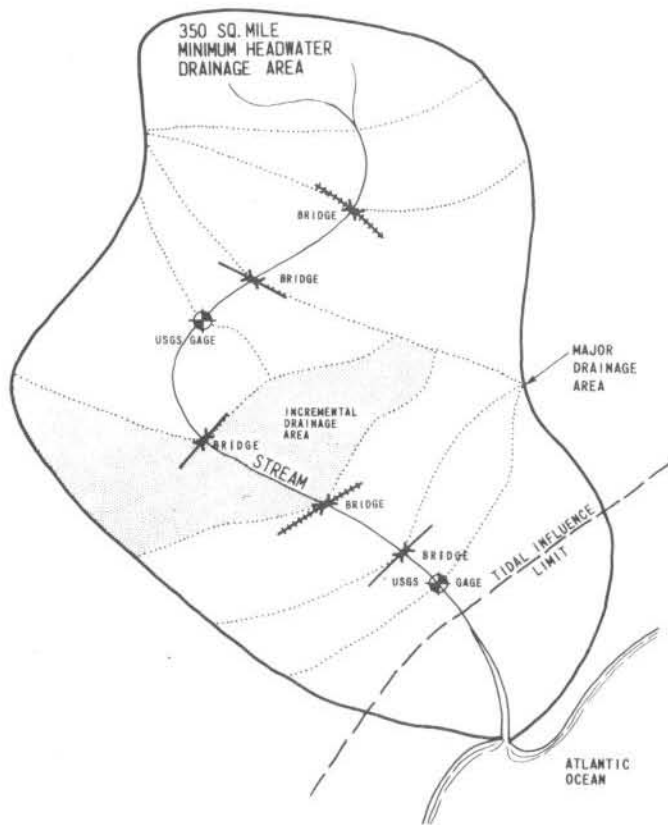 350 SQ. MILE
MINIMUM HEADWATER
DRAINAGE AREA
BRIDGE
BRIDGE
USGS GAGE
MAJOR
DRAINAGE
AREA
INCREMENTAL
DRAINAGE
AREA
BRIDGE
STREAM
BRIDGE
TIDAL INFLUENCE
LIMIT
BRIDGE
USGS GAGE
ATLANTIC
OCEAN